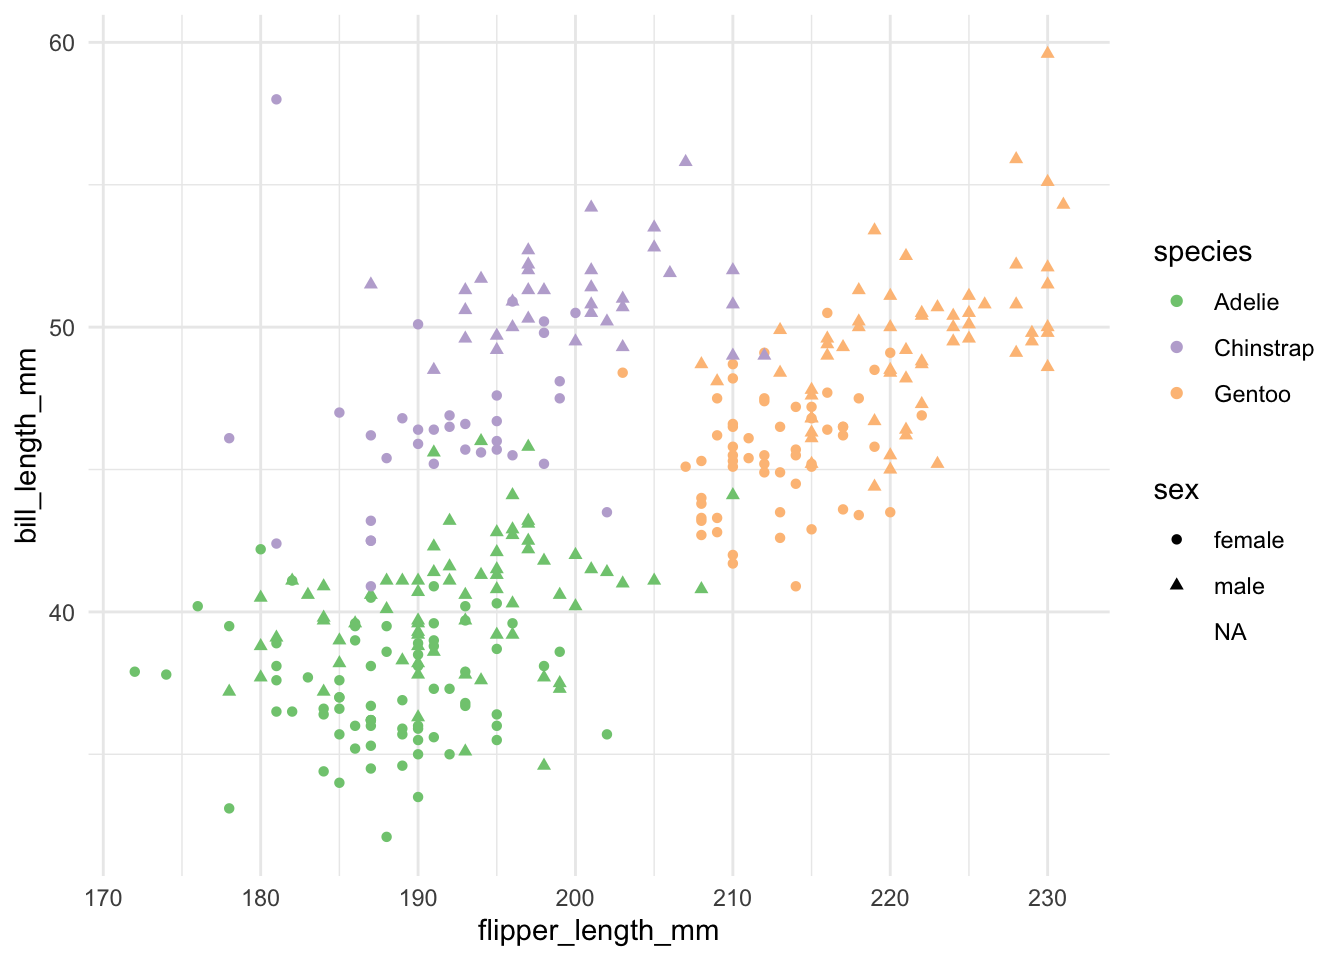 60
50
40
bill_length_mm
170 180 190 200 210 220 230
flipper_length_mm
species
Adelie
Chinstrap
Gentoo
sex
female
male
NA